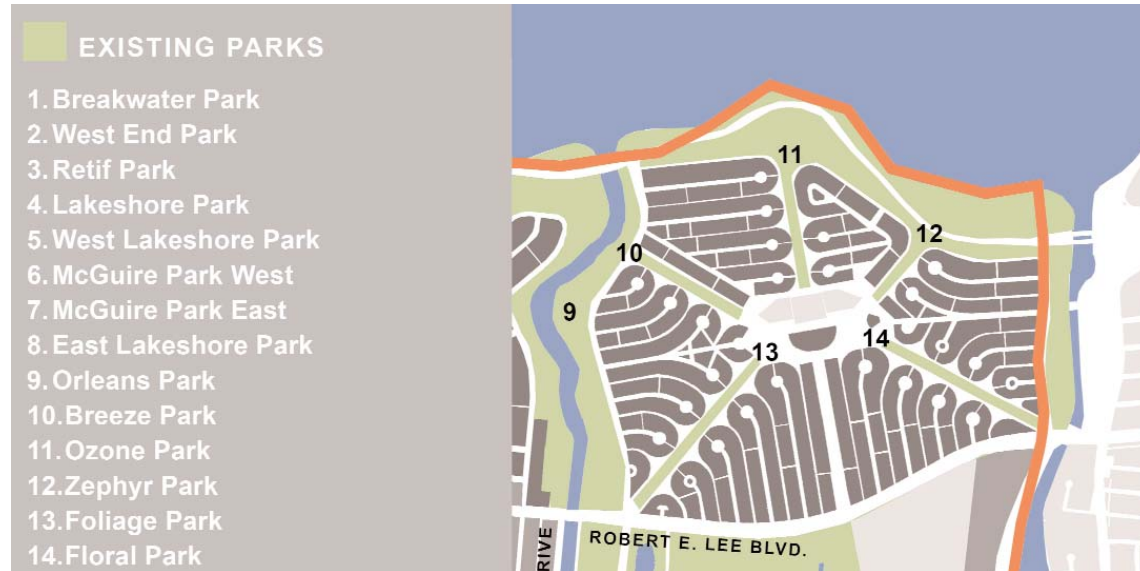 EXISTING PARKS
1. Breakwater Park
2. West End Park
3. Retif Park
4. Lakeshore Park
5. West Lakeshore Park
6. McGuire Park West
7. McGuire Park East
8. East Lakeshore Park
9. Orleans Park
10. Breeze Park
11. Ozone Park
12. Zephyr Park
13. Foliage Park
14. Floral Park
11
12
10
9
14
13
RIVE
ROBERT E. LEE BLVD.